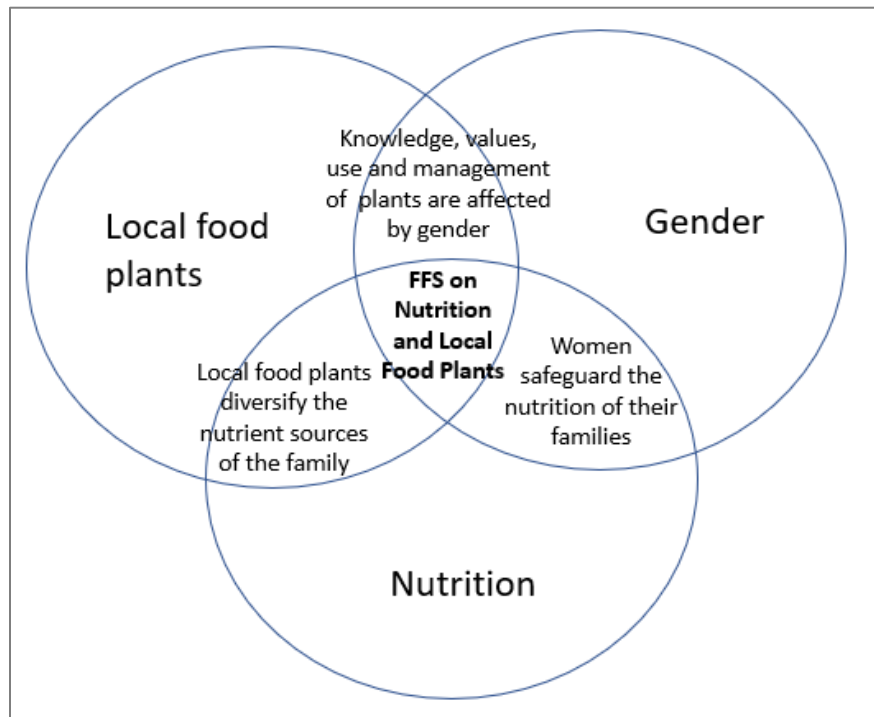 Knowledge, values,
use and management
of plants are affected
by gender
Local food
plants
Gender
FFS on
Nutrition
and Local
Food Plants
Local food plants
diversify the
nutrient sources
of the family
Women
safeguard the
nutrition of their
families
Nutrition